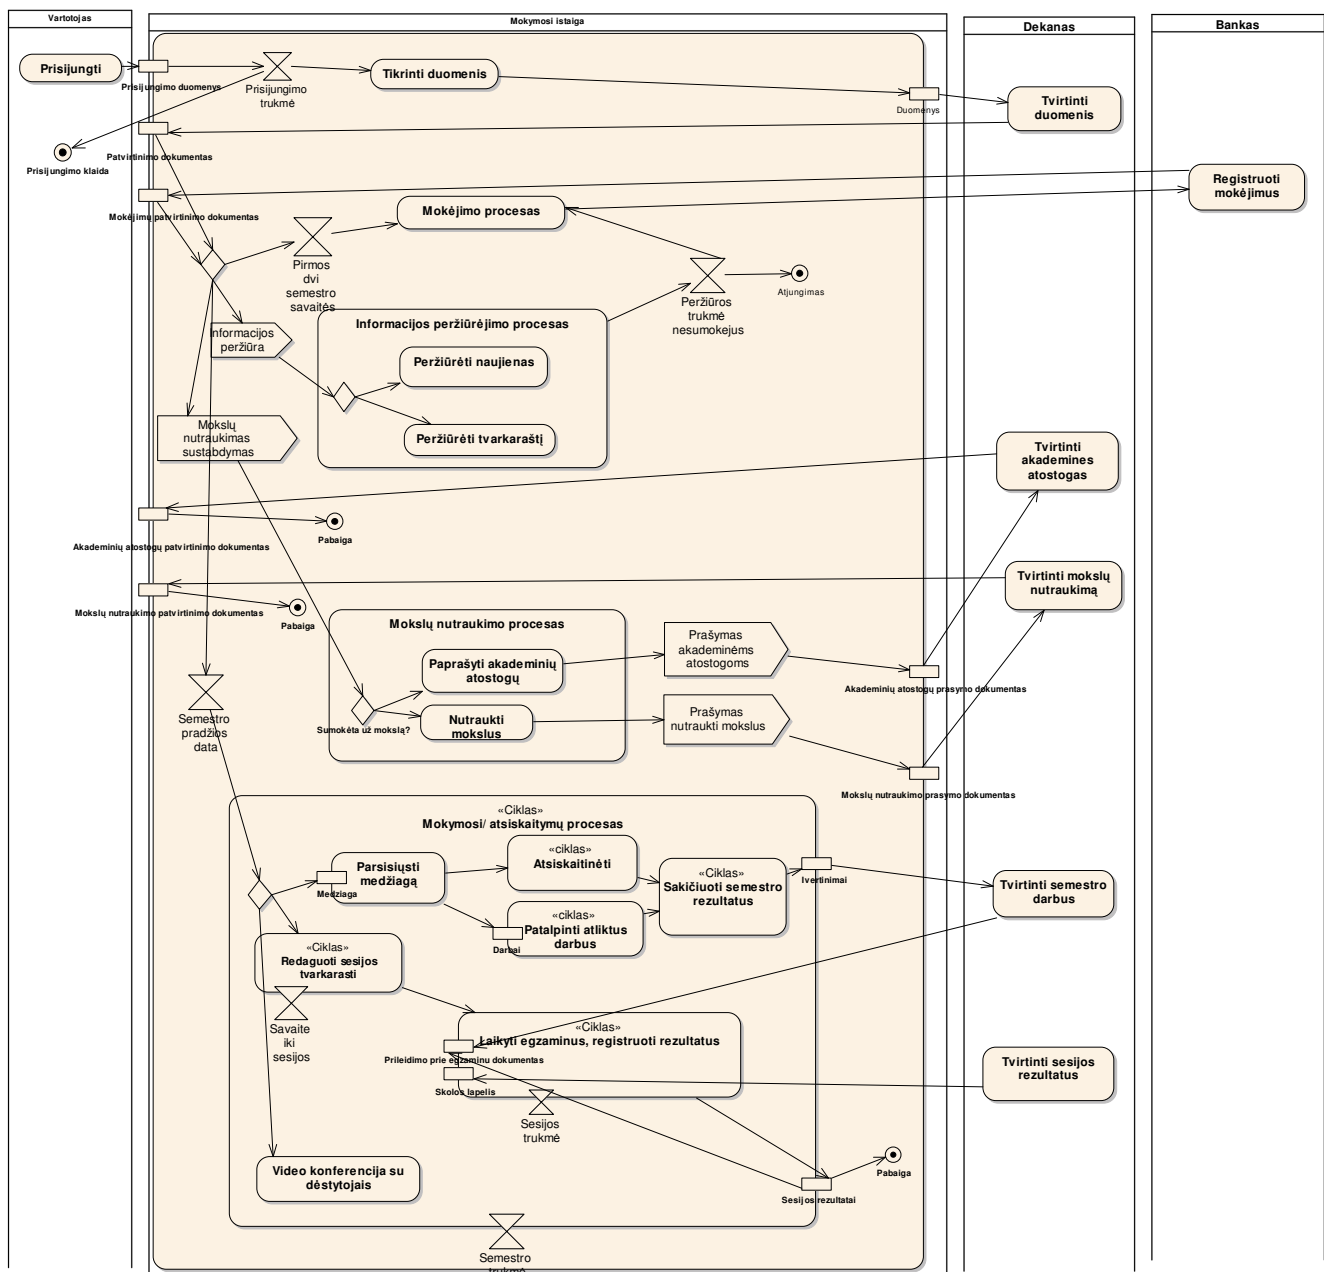 Vartotojas
Mokymosi istaiga
Dekanas
Bankas
Prisijungti
Prisijungimo duomenys
Prisijungimo
trukmė
Tikrinti duomenis
Duomenys
Tvirtinti
duomenis
Patvirtinimo dokumentas
Prisijungimo klaida
Registruoti
mokėjimus
Mokėjimų patvirtinimo dokumentas
Mokėjimo procesas
Pirmos
dvi
semestro
savaitės
Peržiūros
trukmė
nesumokejus
Atjungimas
Informacijos
peržiūra
Informacijos peržiūrėjimo procesas
Peržiūrėti naujienas
Peržiūrėti tvarkaraštį
Mokslų
nutraukimas
sustabdymas
Tvirtinti
akademines
atostogas
Akademinių atostogų patvirtinimo dokumentas
Pabaiga
Tvirtinti mokslų
nutraukimą
Mokslų nutraukimo patvirtinimo dokumentas
Pabaiga
Mokslų nutraukimo procesas
Paprašyti akademinių
atostogų
Prašymas
akademinėms
atostogoms
Akademinių atostogų prasymo dokumentas
Semestro
pradžios
data
Sumokėta už mokslą?
Nutraukti
mokslus
Prašymas
nutraukti mokslus
Mokslų nutraukimo prasymo dokumentas
«Ciklas»
Mokymosi/ atsiskaitymų procesas
Parsisiųsti
medžiagą
Medziaga
«ciklas»
Atsiskaitinėti
«Ciklas»
Sakičiuoti semestro
rezultatus
Ivertinimai
Tvirtinti semestro
darbus
«ciklas»
Patalpinti atliktus
darbus
Darbai
«Ciklas»
Redaguoti sesijos
tvarkarasti
Savaite
iki
sesijos
«Ciklas»
Laikyti egzaminus, registruoti rezultatus
Prileidimo prie egzaminu dokumentas
Skolos lapelis
Sesijos
trukmė
Tvirtinti sesijos
rezultatus
Video konferencija su
dėstytojais
Pabaiga
Sesijos rezultatai
Semestro
trukmė